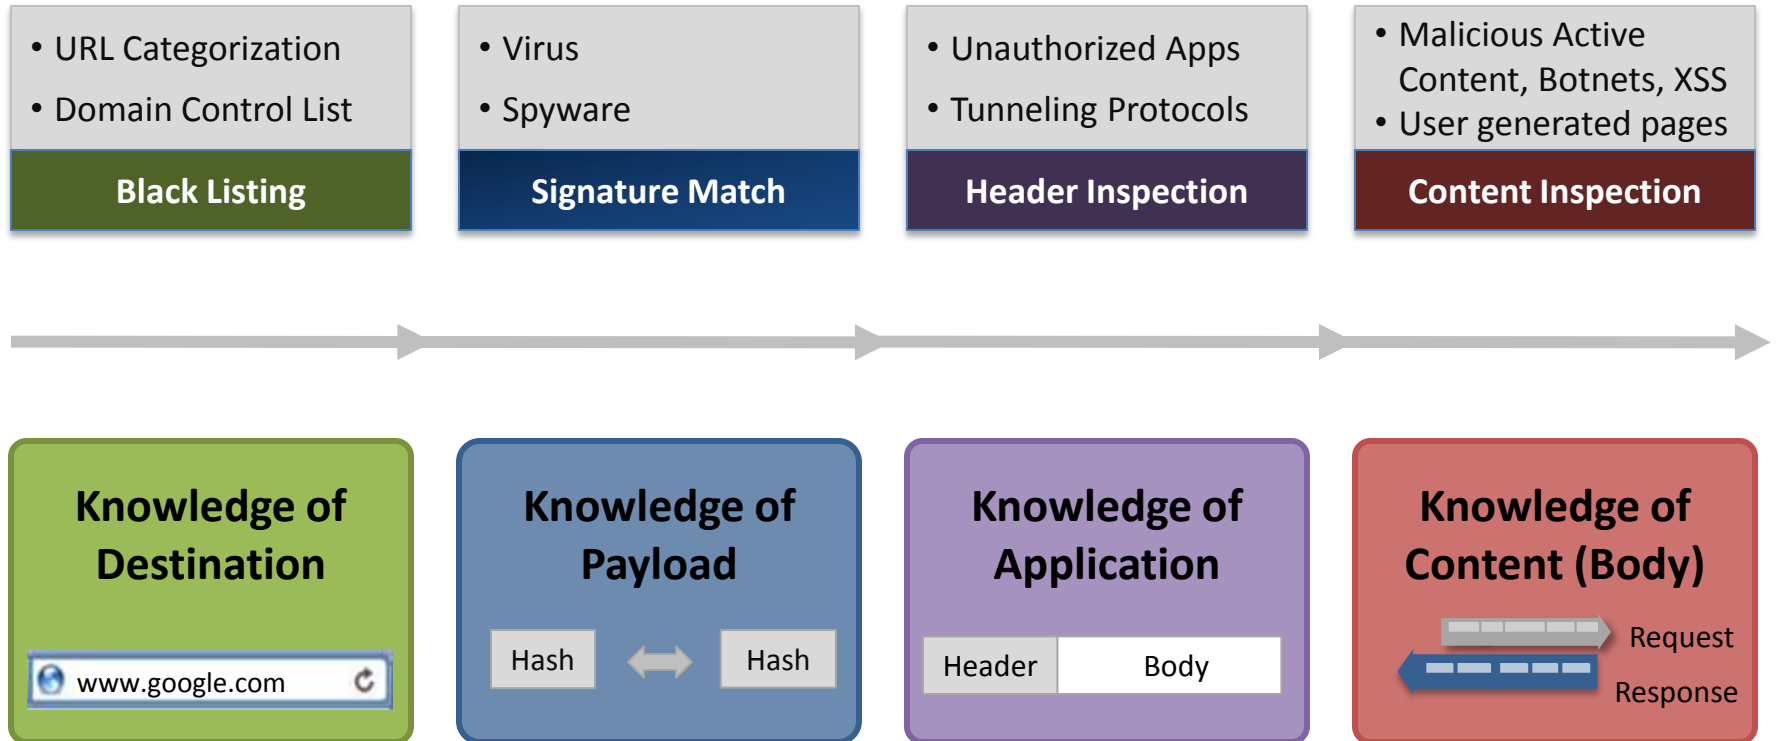 • URL Categorization
• Domain Control List
Black Listing
• Virus
• Spyware
Signature Match
• Unauthorized Apps
• Tunneling Protocols
Header Inspection
• Malicious Active
Content, Botnets, XSS
• User generated pages
Content Inspection
Knowledge of
Destination
www.google.com
Knowledge of
Payload
Hash
Hash
Knowledge of
Application
Header
Body
Knowledge of
Content (Body)
Request
Response